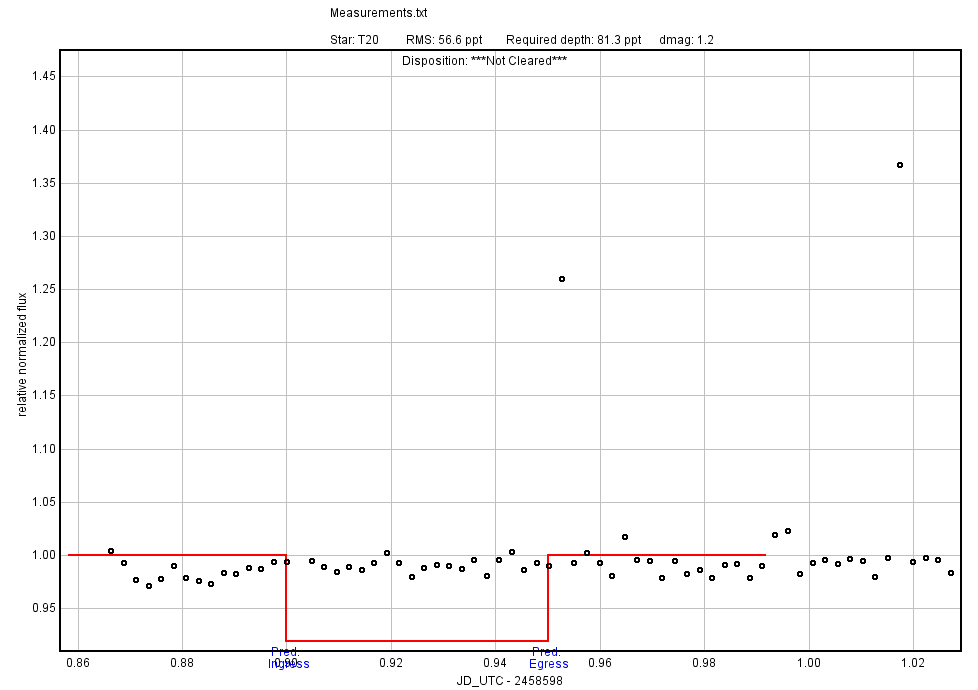 Measurements.txt
Star: T20 RMS: 56.6 ppt Required depth: 81.3 ppt dmag: 1.2
Disposition: ***Not Cleared***
1.45
1.40
1.35
1.30
1.25
1.20
1.15
1.10
1.05
1.00
0.95
relative normalized flux
Pred. Pred.
Ingress Egress
0.86 0.88 0.90 0.92 0.94 0.96 0.98 1.00 1.02
JD_UTC - 2458598